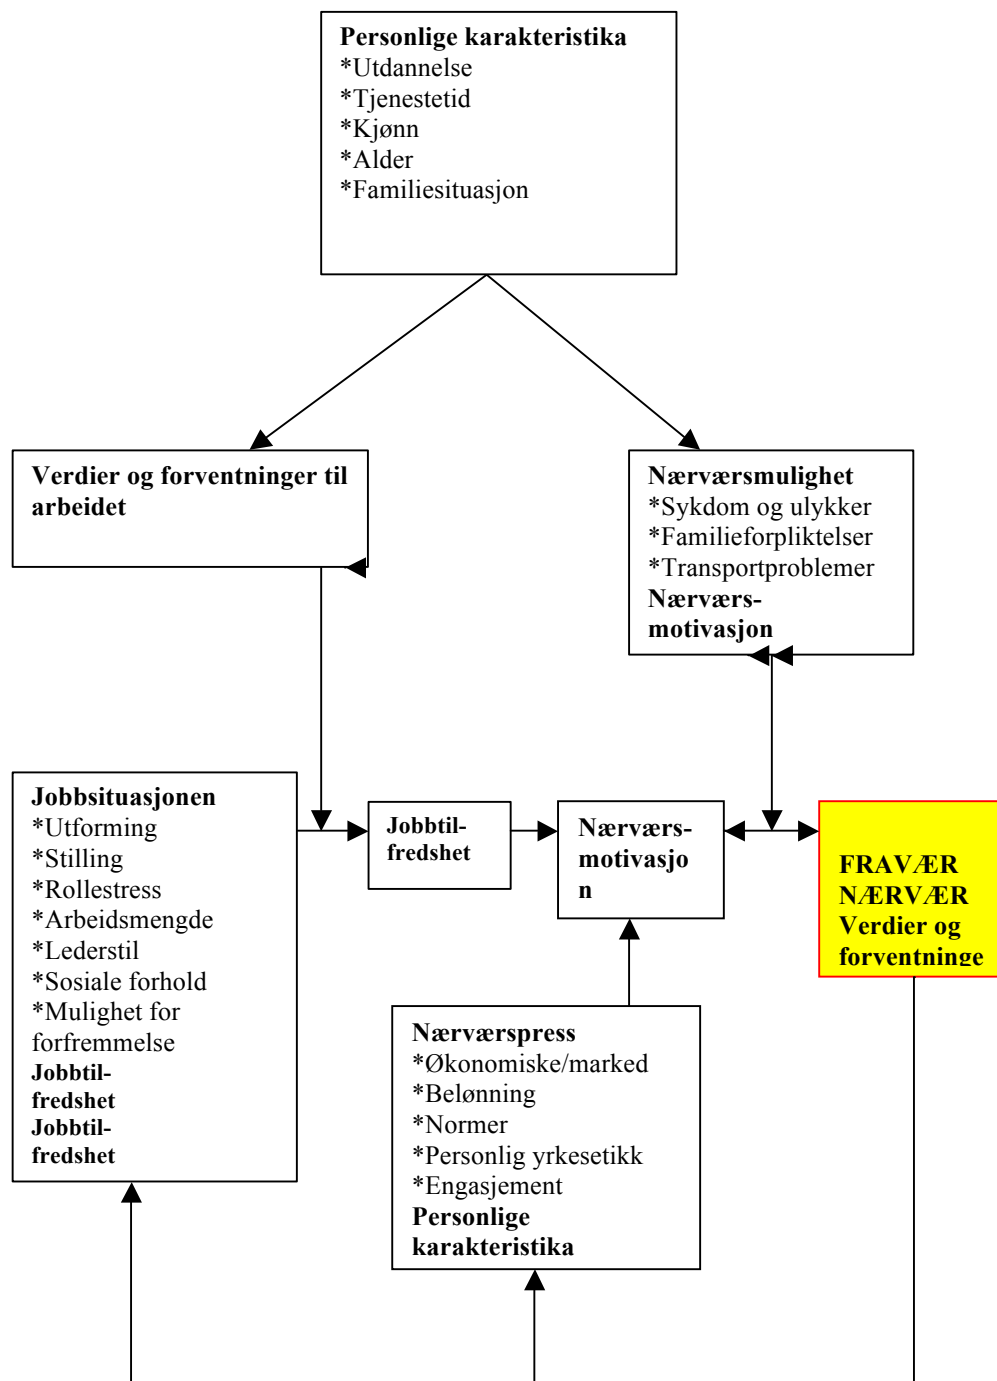 Personlige karakteristika
*Utdannelse
*Tjenestetid
*Kjønn
*Alder
*Familiesituasjon
Verdier og forventninger til
arbeidet
Nærværsmulighet
*Sykdom og ulykker
*Familieforpliktelser
*Transportproblemer
Nærværs-
motivasjon
Jobbsituasjonen
*Utforming
*Stilling
*Rollestress
*Arbeidsmengde
*Lederstil
*Sosiale forhold
*Mulighet for
forfremmelse
Jobbtil-
fredshet
Jobbtil-
fredshet
Jobbtil-
fredshet
Nærværs-
motivasjo
n
FRAVÆR
NÆRVÆR
Verdier og
forventninge
Nærværspress
*Økonomiske/marked
*Belønning
*Normer
*Personlig yrkesetikk
*Engasjement
Personlige
karakteristika